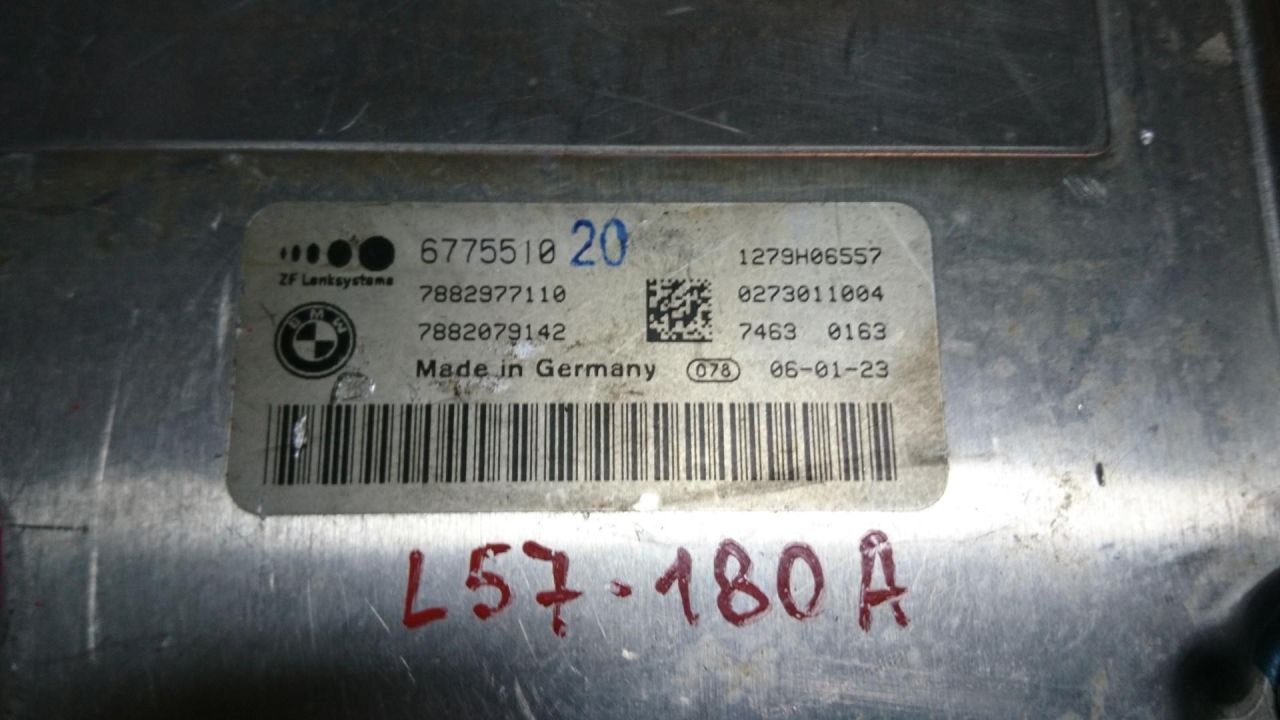 6775510 20 1279H06557
ZF Lenksysteme
7882977110 0273011004
BMW
7882079142 7463 0163
Made in Germany 078 06-01-23
L57-180A